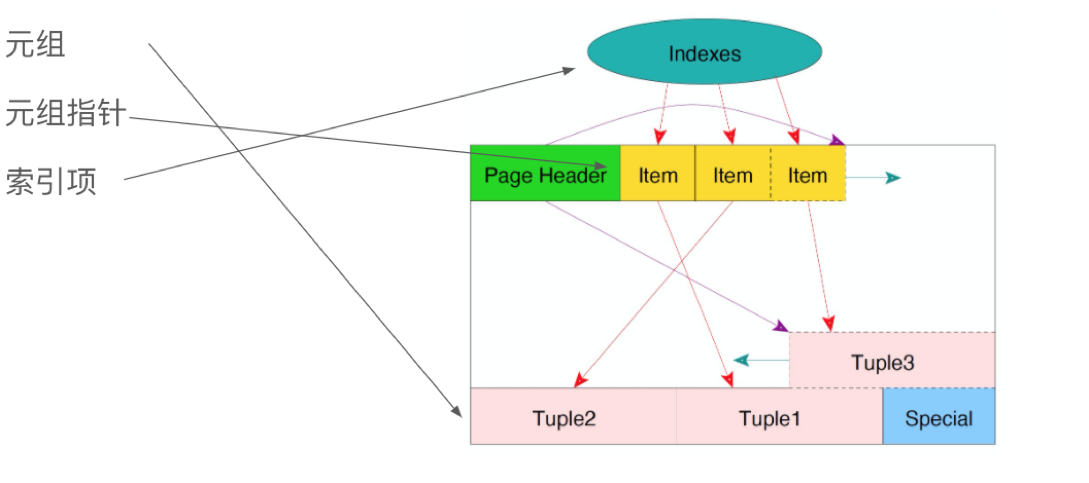 元组
元组指针
索引项
Indexes
Page Header Item Item Item
Tuple3
Tuple2 Tuple1 Special